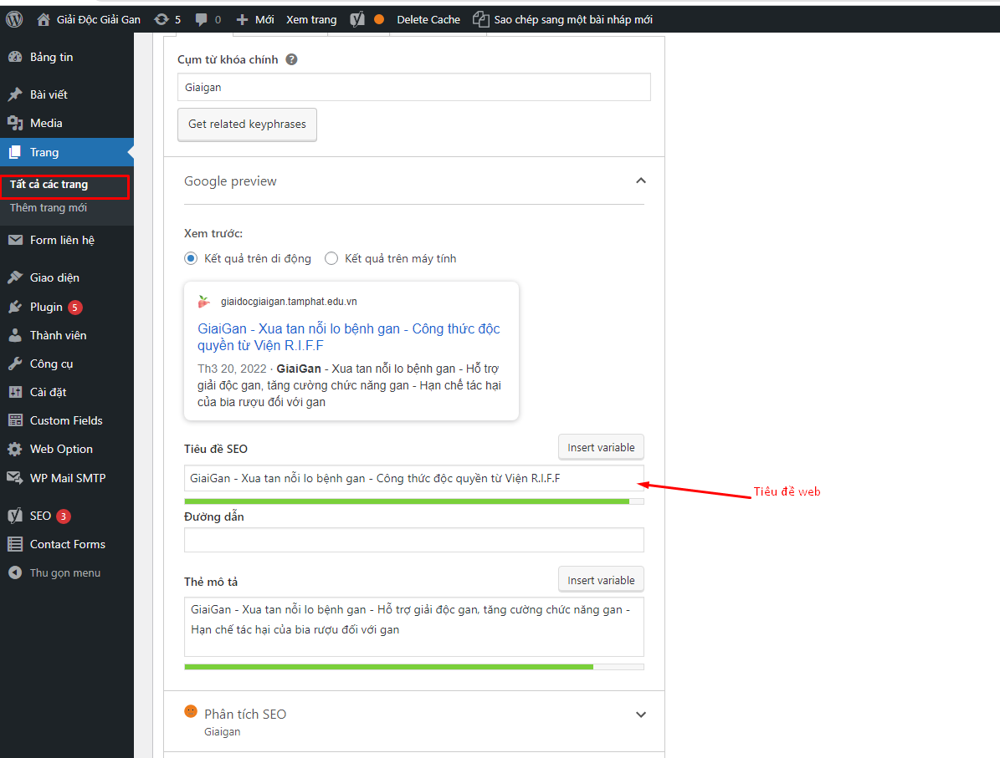 Giải Độc Giải Gan
5
0
Mới
Xem trang
Delete Cache
Sao chép sang một bài nháp mới
Bảng tin
Bài viết
Media
Trang
Tất cả các trang
Thêm trang mới
Form liên hệ
Giao diện
Plugin 5
Thành viên
Công cụ
Cài đặt
Custom Fields
Web Option
WP Mail SMTP
SEO 3
Contact Forms
Thu gọn menu
Cụm từ khóa chính ?
Giaigan
Get related keyphrases
Google preview
Xem trước:
Kết quả trên di động
Kết quả trên máy tính
giaidocgiaigan.tamphat.edu.vn
GiaiGan - Xua tan nỗi lo bệnh gan - Công thức độc
quyền từ Viện R.I.F.F
Th3 20, 2022 · GiaiGan - Xua tan nỗi lo bệnh gan - Hỗ trợ
giải độc gan, tăng cường chức năng gan - Hạn chế tác hại
của bia rượu đối với gan
Tiêu đề SEO
Insert variable
GiaiGan - Xua tan nỗi lo bệnh gan - Công thức độc quyền từ Viện R.I.F.F
Tiêu đề web
Đường dẫn
Thẻ mô tả
Insert variable
GiaiGan - Xua tan nỗi lo bệnh gan - Hỗ trợ giải độc gan, tăng cường chức năng gan -
Hạn chế tác hại của bia rượu đối với gan
Phân tích SEO
Giaigan